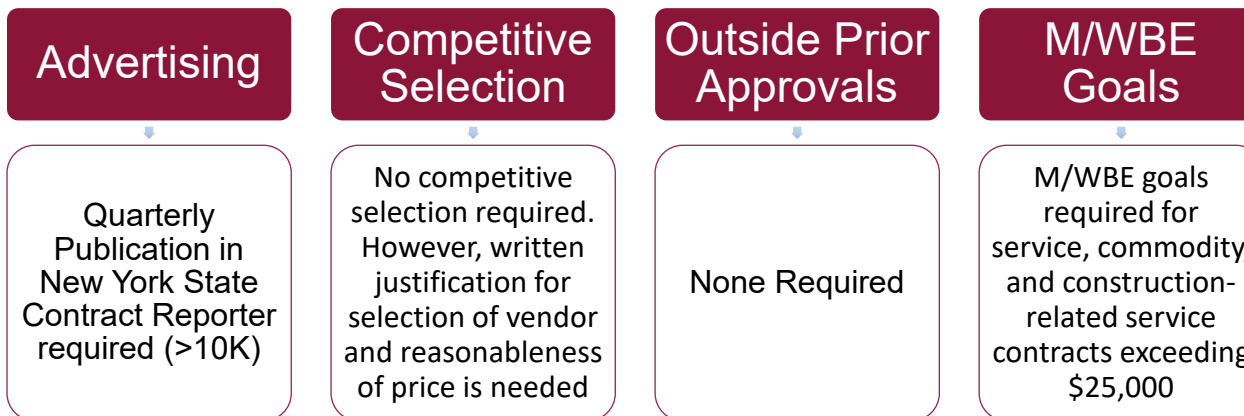 Advertising
Quarterly
Publication in
New York State
Contract Reporter
required (>10K)
Competitive
Selection
No competitive
selection required.
However, written
justification for
selection of vendor
and reasonableness
of price is needed
Outside Prior
Approvals
None Required
M/WBE
Goals
M/WBE goals
required for
service, commodity,
and construction-
related service
contracts exceeding
$25,000